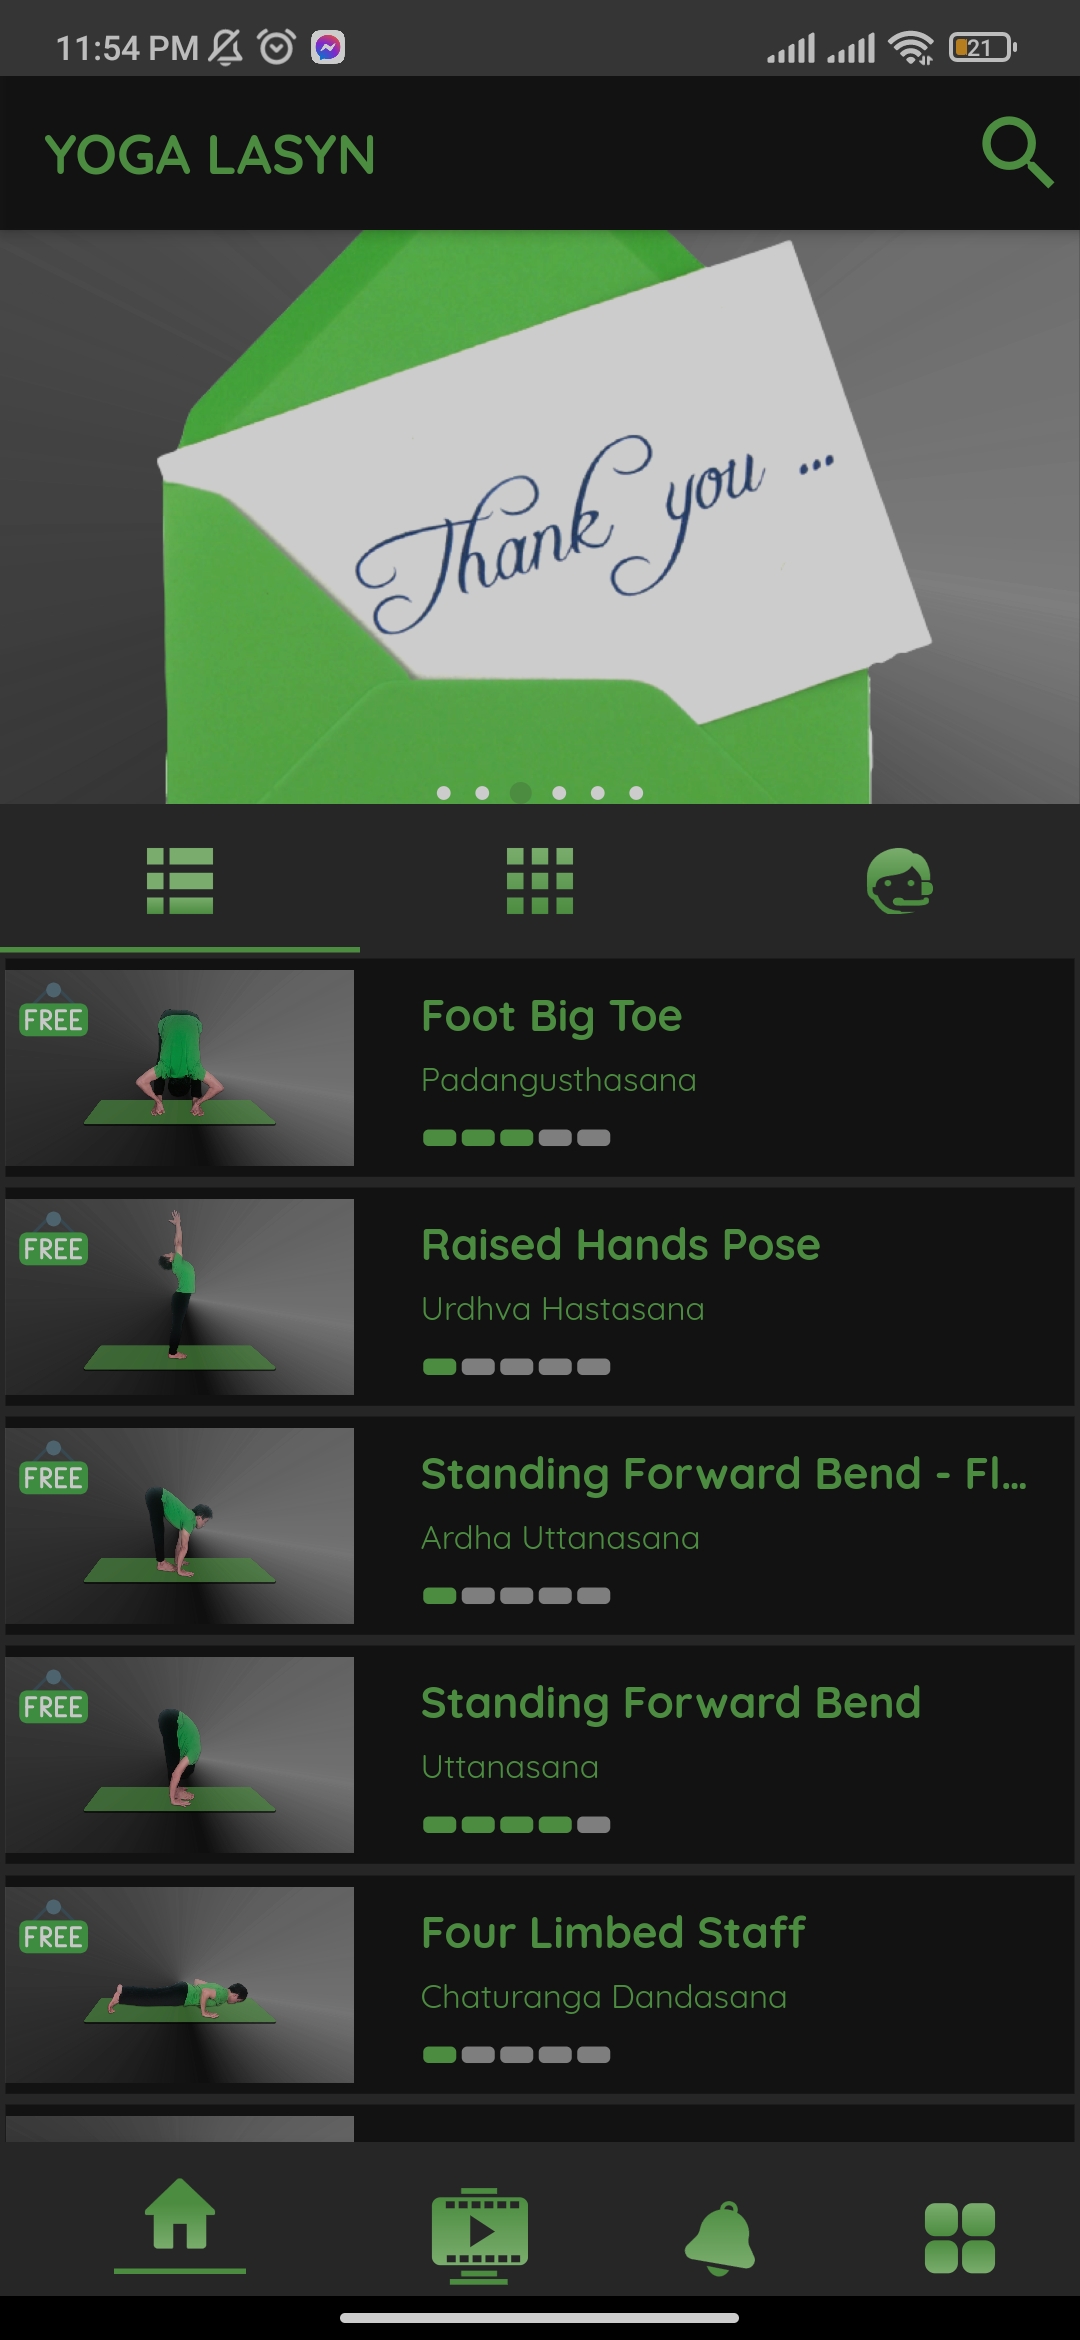 11:54 PM
21
YOGA LASYN
Thank you ...
FREE
Foot Big Toe
Padangusthasana
FREE
Raised Hands Pose
Urdhva Hastasana
FREE
Standing Forward Bend - Fl...
Ardha Uttanasana
FREE
Standing Forward Bend
Uttanasana
FREE
Four Limbed Staff
Chaturanga Dandasana